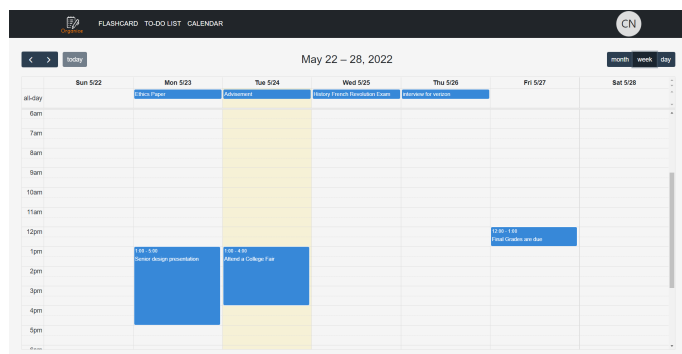 Organise
FLASHCARD TO-DO LIST CALENDAR
CN
today
May 22 – 28, 2022
month week day
Sun 5/22 Mon 5/23 Tue 5/24 Wed 5/25 Thu 5/26 Fri 5/27 Sat 5/28
all-day Ethics Paper Advisement History French Revolution Exam interview for verizon
6am
7am
8am
9am
10am
11am
12pm 12:00 - 1:00
Final Grades are due
1pm 1:00 - 5:00 1:00 - 4:00
Senior design presentation Attend a College Fair
2pm
3pm
4pm
5pm